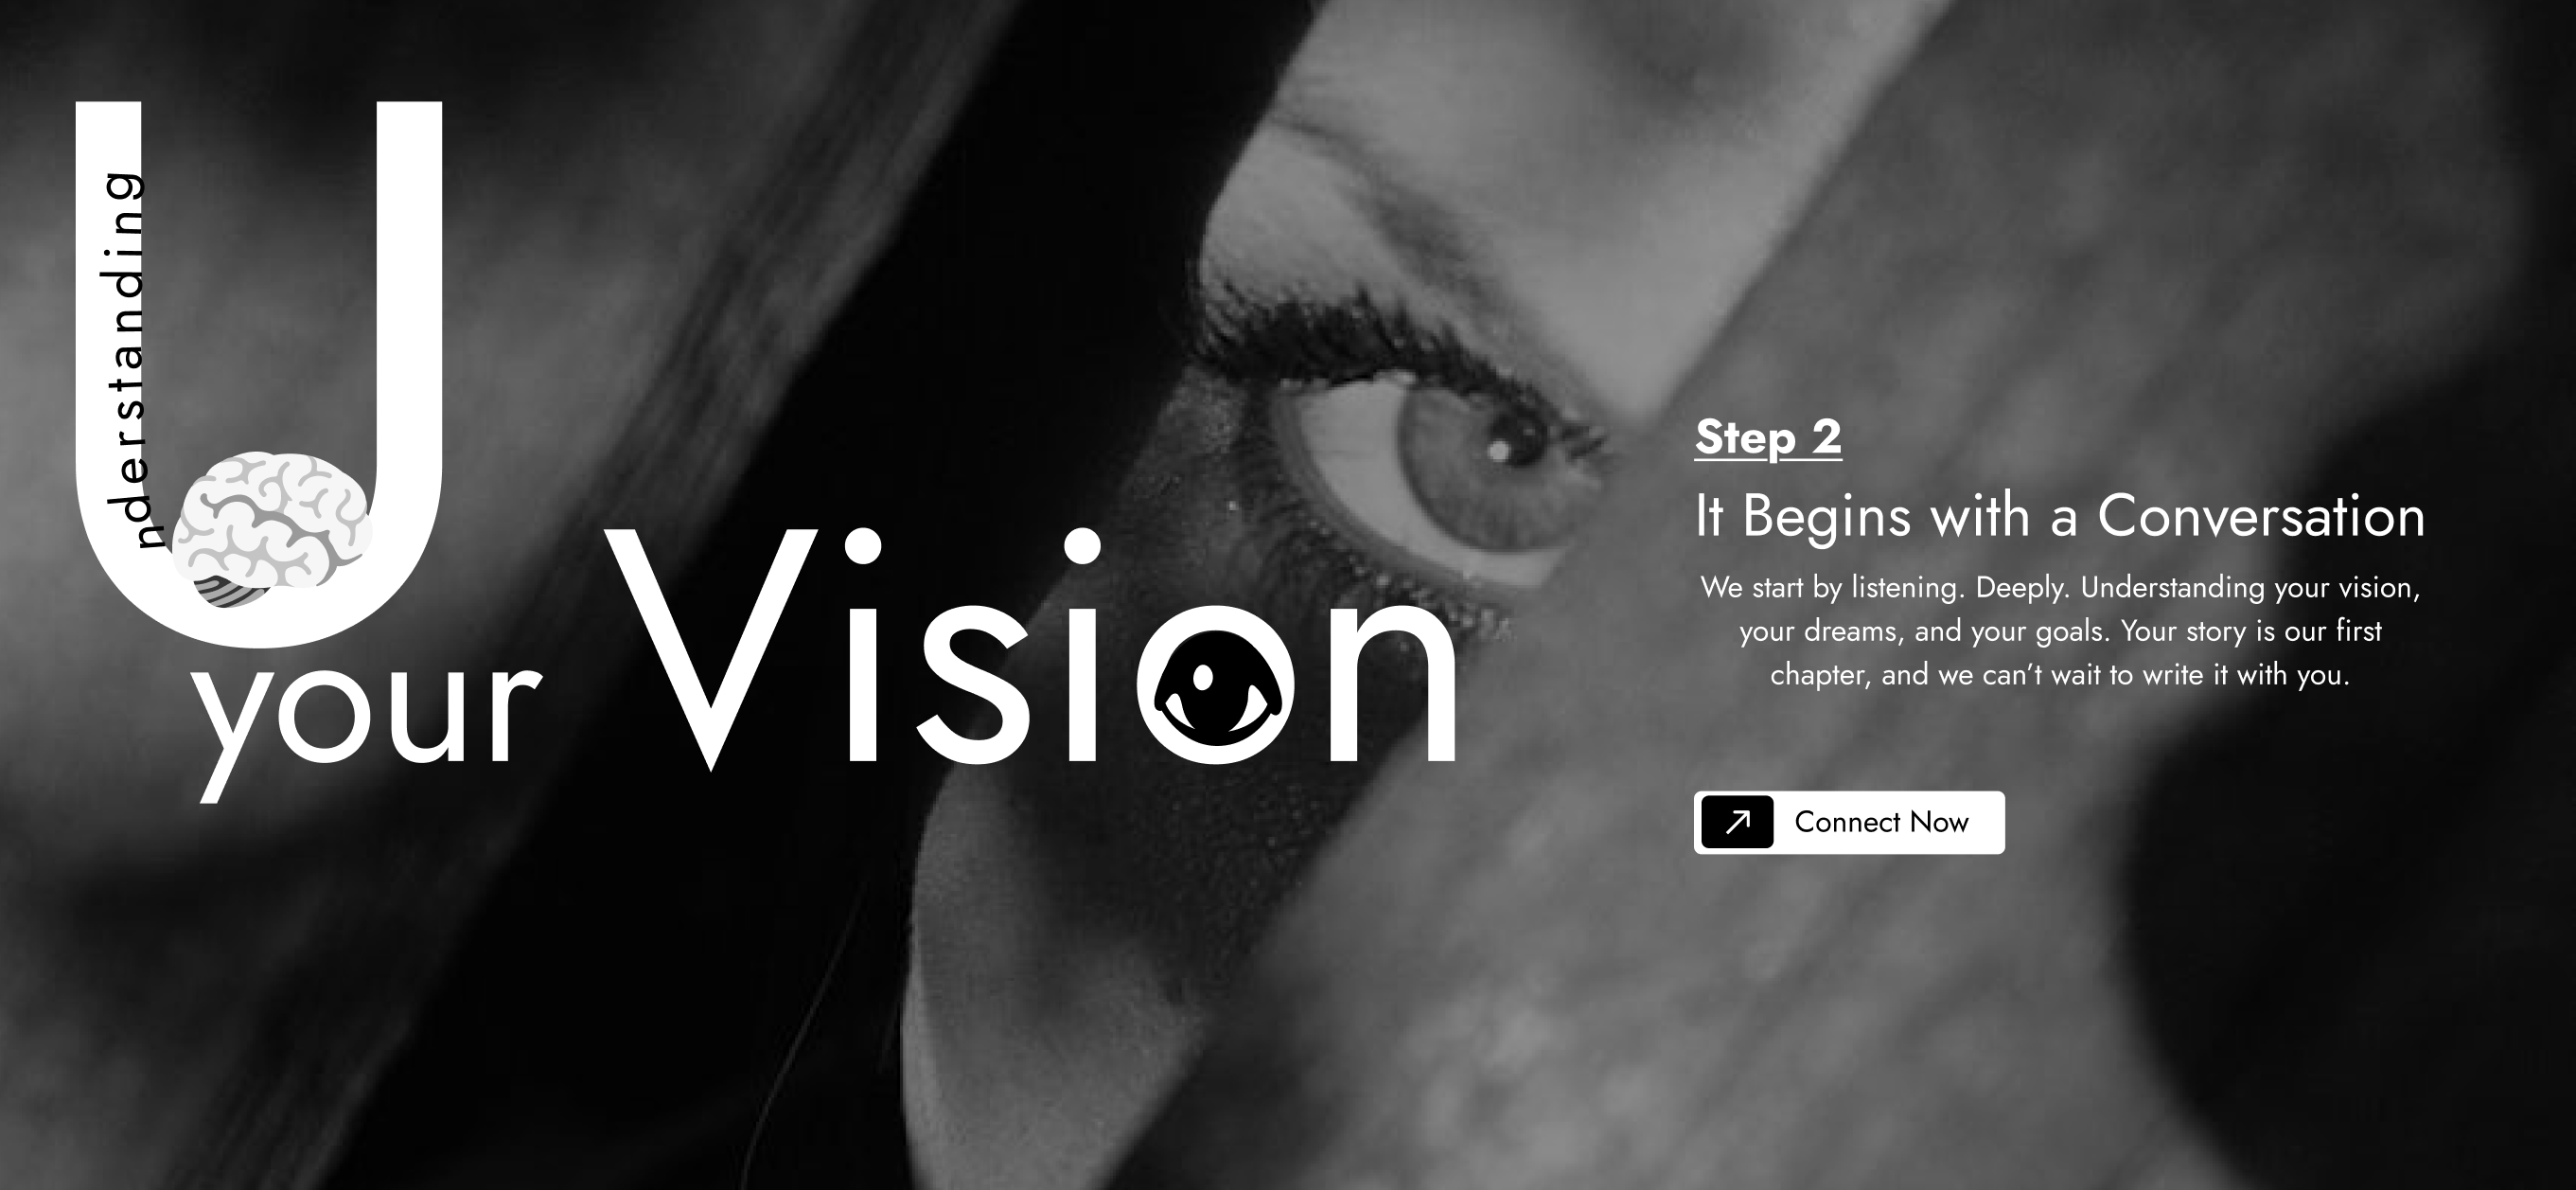 Understanding
your Vision
Step 2
It Begins with a Conversation
We start by listening. Deeply. Understanding your vision,
your dreams, and your goals. Your story is our first
chapter, and we can’t wait to write it with you.
Connect Now